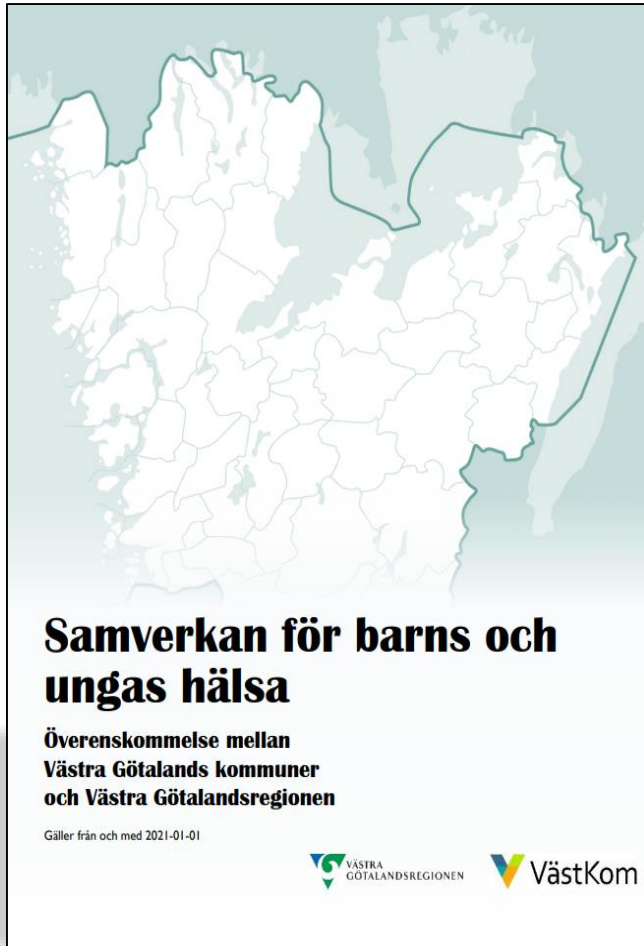 Samverkan för barns och
ungas hälsa
Överenskommelse mellan
Västra Götalands kommuner
och Västra Götalandsregionen
Gäller från och med 2021-01-01
VÄSTRA
GÖTALANDSREGIONEN
VästKom